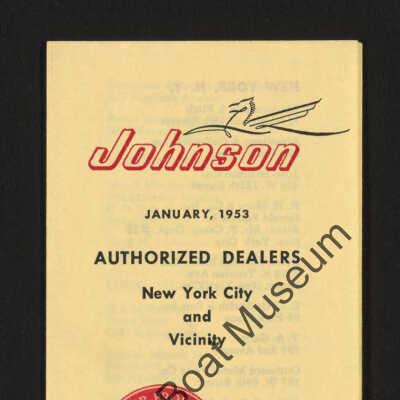 Johnson
JANUARY, 1953
AUTHORIZED DEALERS
New York City
and
Vicinity
Boat Museum